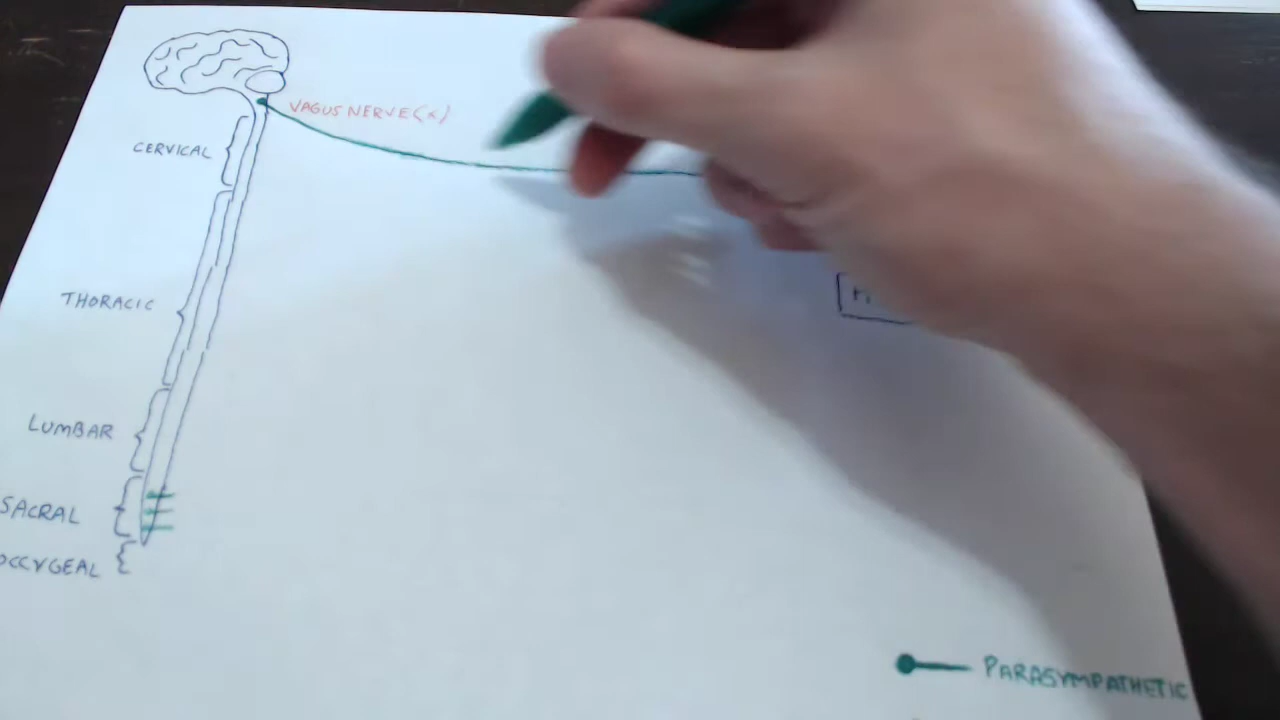 VAGUS NERVE (X)
CERVICAL
THORACIC
LUMBAR
SACRAL
OCCYGEAL
PARASYMPATHETIC